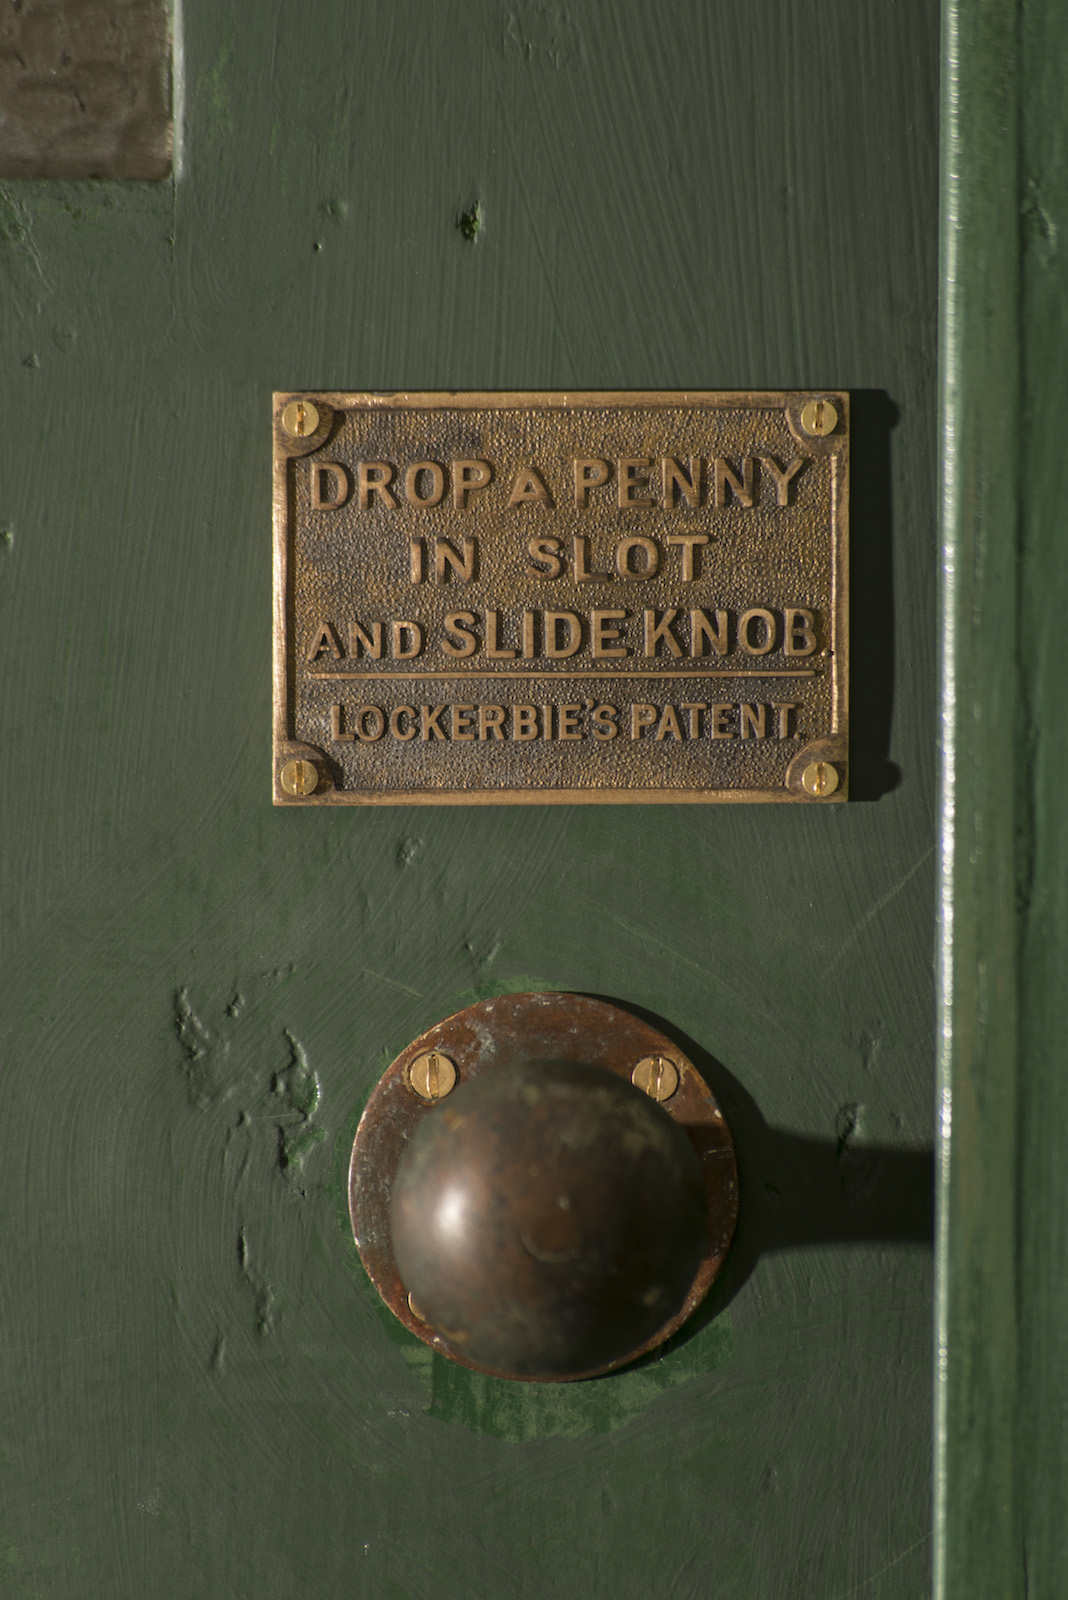 DROP A PENNY
IN SLOT
AND SLIDE KNOB.
LOCKERBIE'S PATENT.